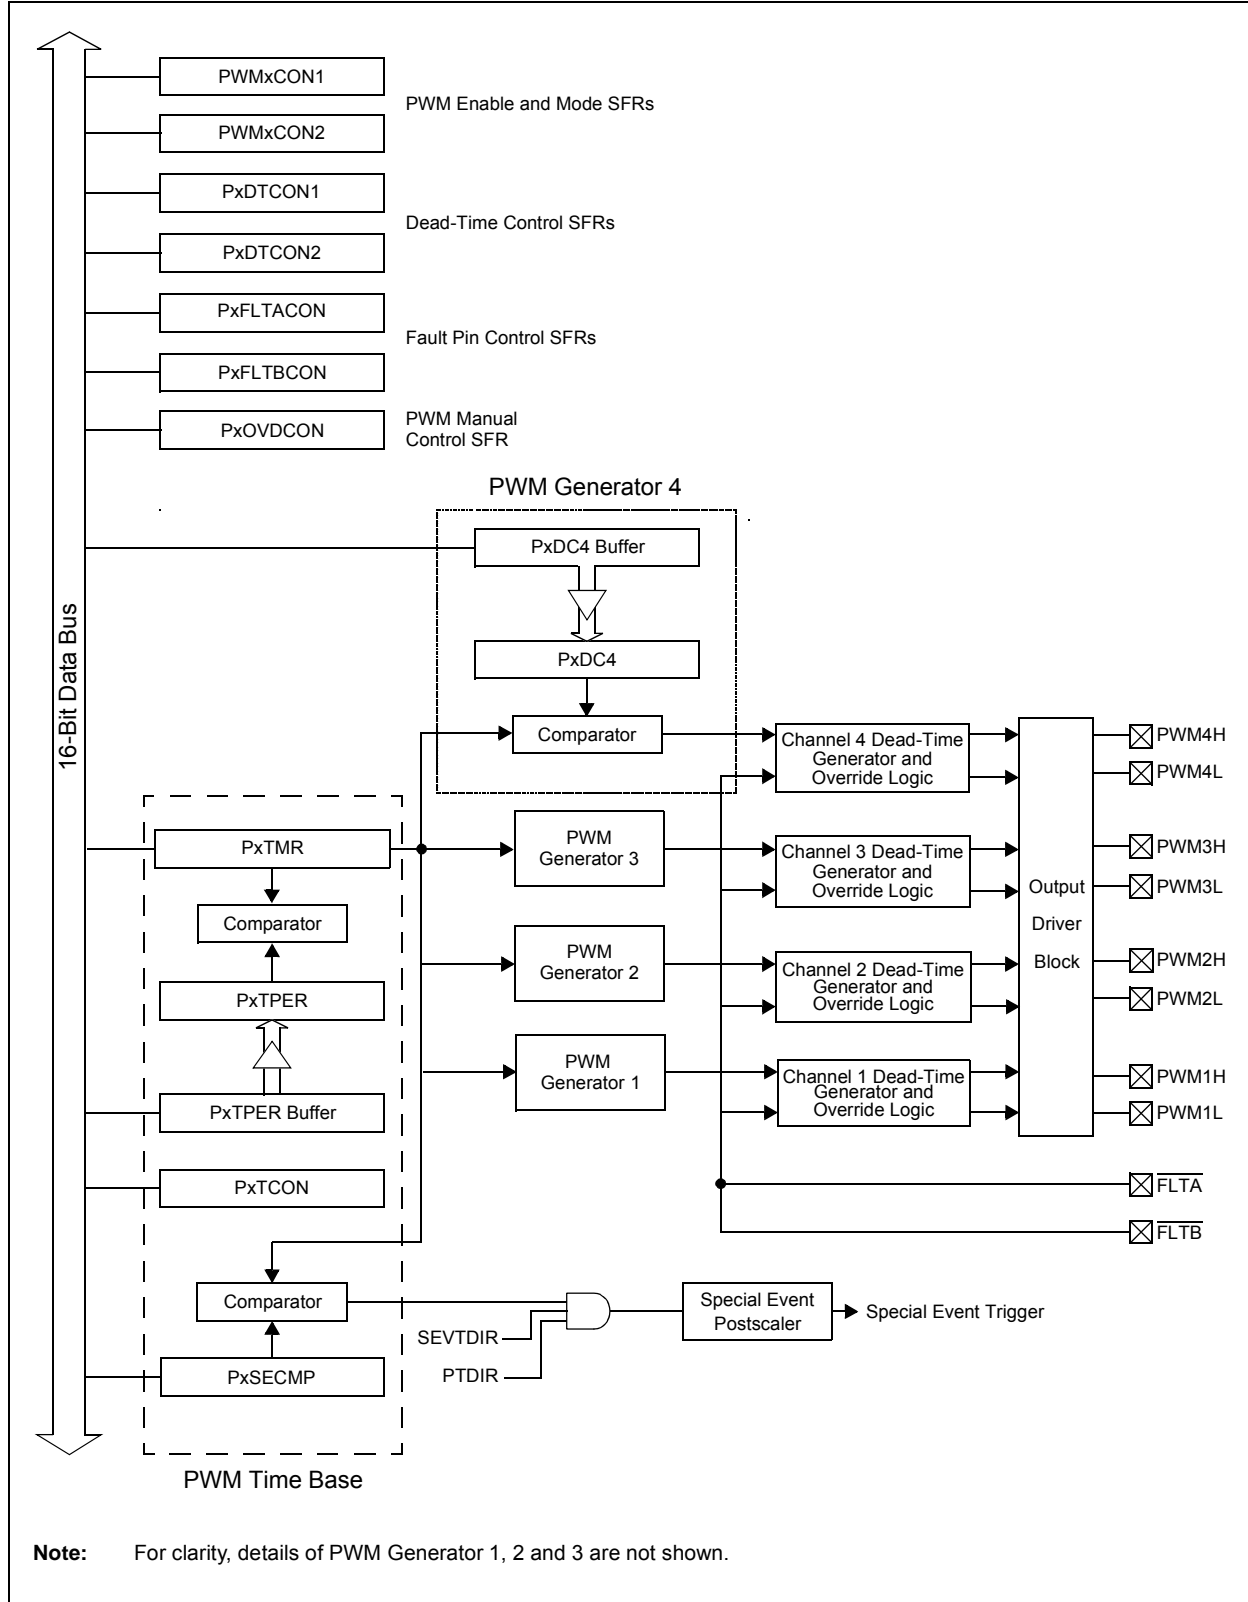 PWMxCON1
PWM Enable and Mode SFRs
PWMxCON2
PxDTCON1
Dead-Time Control SFRs
PxDTCON2
PxFLTACON
Fault Pin Control SFRs
PxFLTBCON
PxOVDCON
PWM Manual
Control SFR
16-Bit Data Bus
PWM Generator 4
PxDC4 Buffer
PxDC4
Comparator
Channel 4 Dead-Time
Generator and
Override Logic
PWM4H
PWM4L
PxTMR
PWM
Generator 3
Channel 3 Dead-Time
Generator and
Override Logic
PWM3H
PWM3L
Output
Driver
Block
Comparator
PWM
Generator 2
Channel 2 Dead-Time
Generator and
Override Logic
PWM2H
PWM2L
PxTPER
PWM
Generator 1
Channel 1 Dead-Time
Generator and
Override Logic
PWM1H
PWM1L
PxTPER Buffer
PxTCON
FLTA
FLTB
Comparator
SEVTDIR
PTDIR
Special Event
Postscaler
Special Event Trigger
PxSECMP
PWM Time Base
Note: For clarity, details of PWM Generator 1, 2 and 3 are not shown.